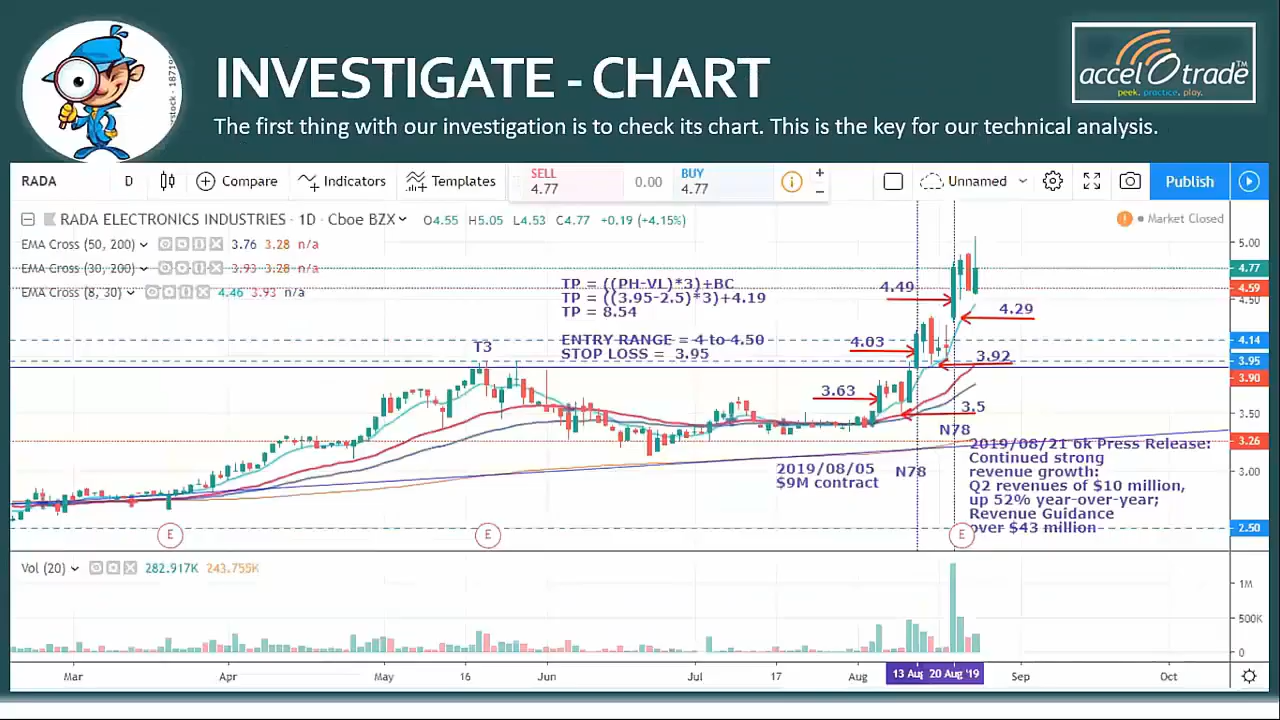 INVESTIGATE - CHART
accelOtrade™
peek. practice. play.
The first thing with our investigation is to check its chart. This is the key for our technical analysis.
RADA
D
Compare
Indicators
Templates
SELL
4.77
0.00
BUY
4.77
+
−
Unnamed
Publish
RADA ELECTRONICS INDUSTRIES · 1D · Cboe BZX
O4.55 H5.05 L4.53 C4.77 +0.19 (+4.15%)
Market Closed
EMA Cross (50, 200) 3.76 3.28 n/a
EMA Cross (30, 200) 3.93 3.28 n/a
EMA Cross (8, 30) 4.46 3.93 n/a
TP = ((PH-VL)*3)+BC
TP = ((3.95-2.5)*3)+4.19
TP = 8.54
ENTRY RANGE = 4 to 4.50
STOP LOSS = 3.95
T3
4.49
4.29
4.03
3.92
3.63
3.5
N78
N78
2019/08/05
$9M contract
2019/08/21 6k Press Release:
Continued strong
revenue growth:
Q2 revenues of $10 million,
up 52% year-over-year;
Revenue Guidance
over $43 million
E
E
E
5.00
4.77
4.59
4.50
4.14
3.95
3.90
3.50
3.26
3.00
2.50
Vol (20) 282.917K 243.755K
1M
500K
0
Mar
Apr
May
16
Jun
Jul
17
Aug
13 Aug
20 Aug '19
Sep
Oct